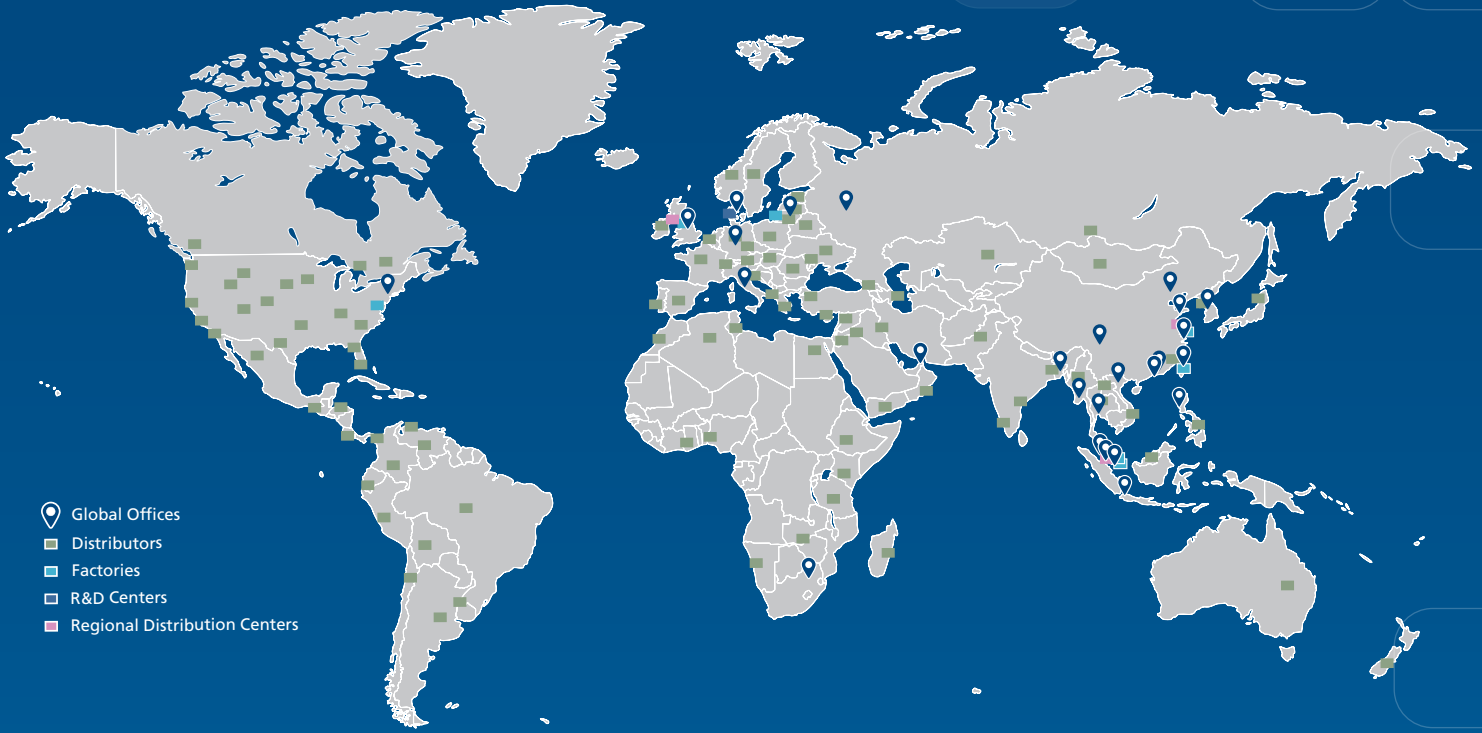 Global Offices
Distributors
Factories
R&D Centers
Regional Distribution Centers